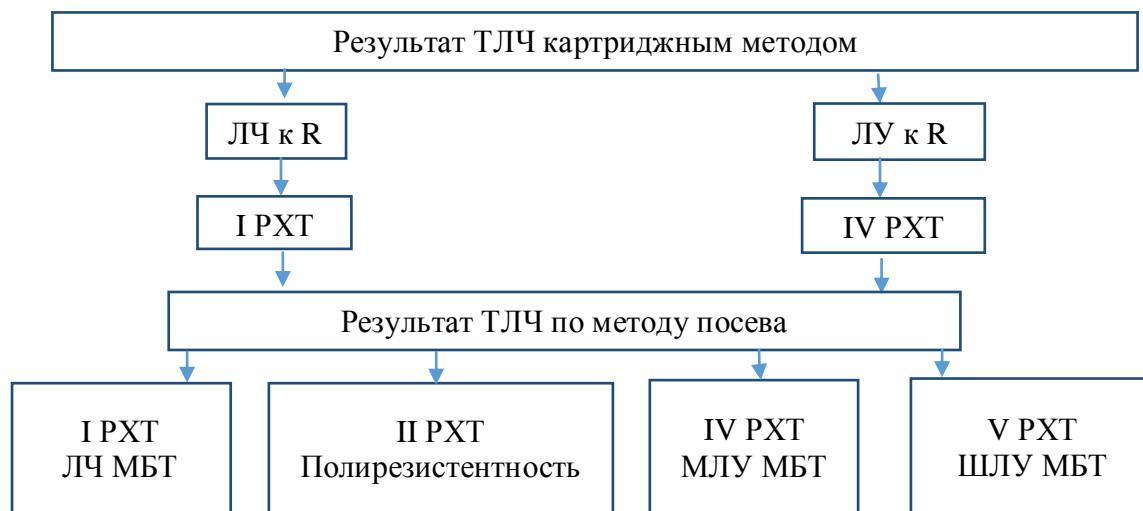 Результат ТЛЧ картриджным методом
ЛЧ к R
ЛУ к R
I РХТ
IV РХТ
Результат ТЛЧ по методу посева
I РХТ
ЛЧ МБТ
II РХТ
Полирезистентность
IV РХТ
МЛУ МБТ
V РХТ
ШЛУ МБТ